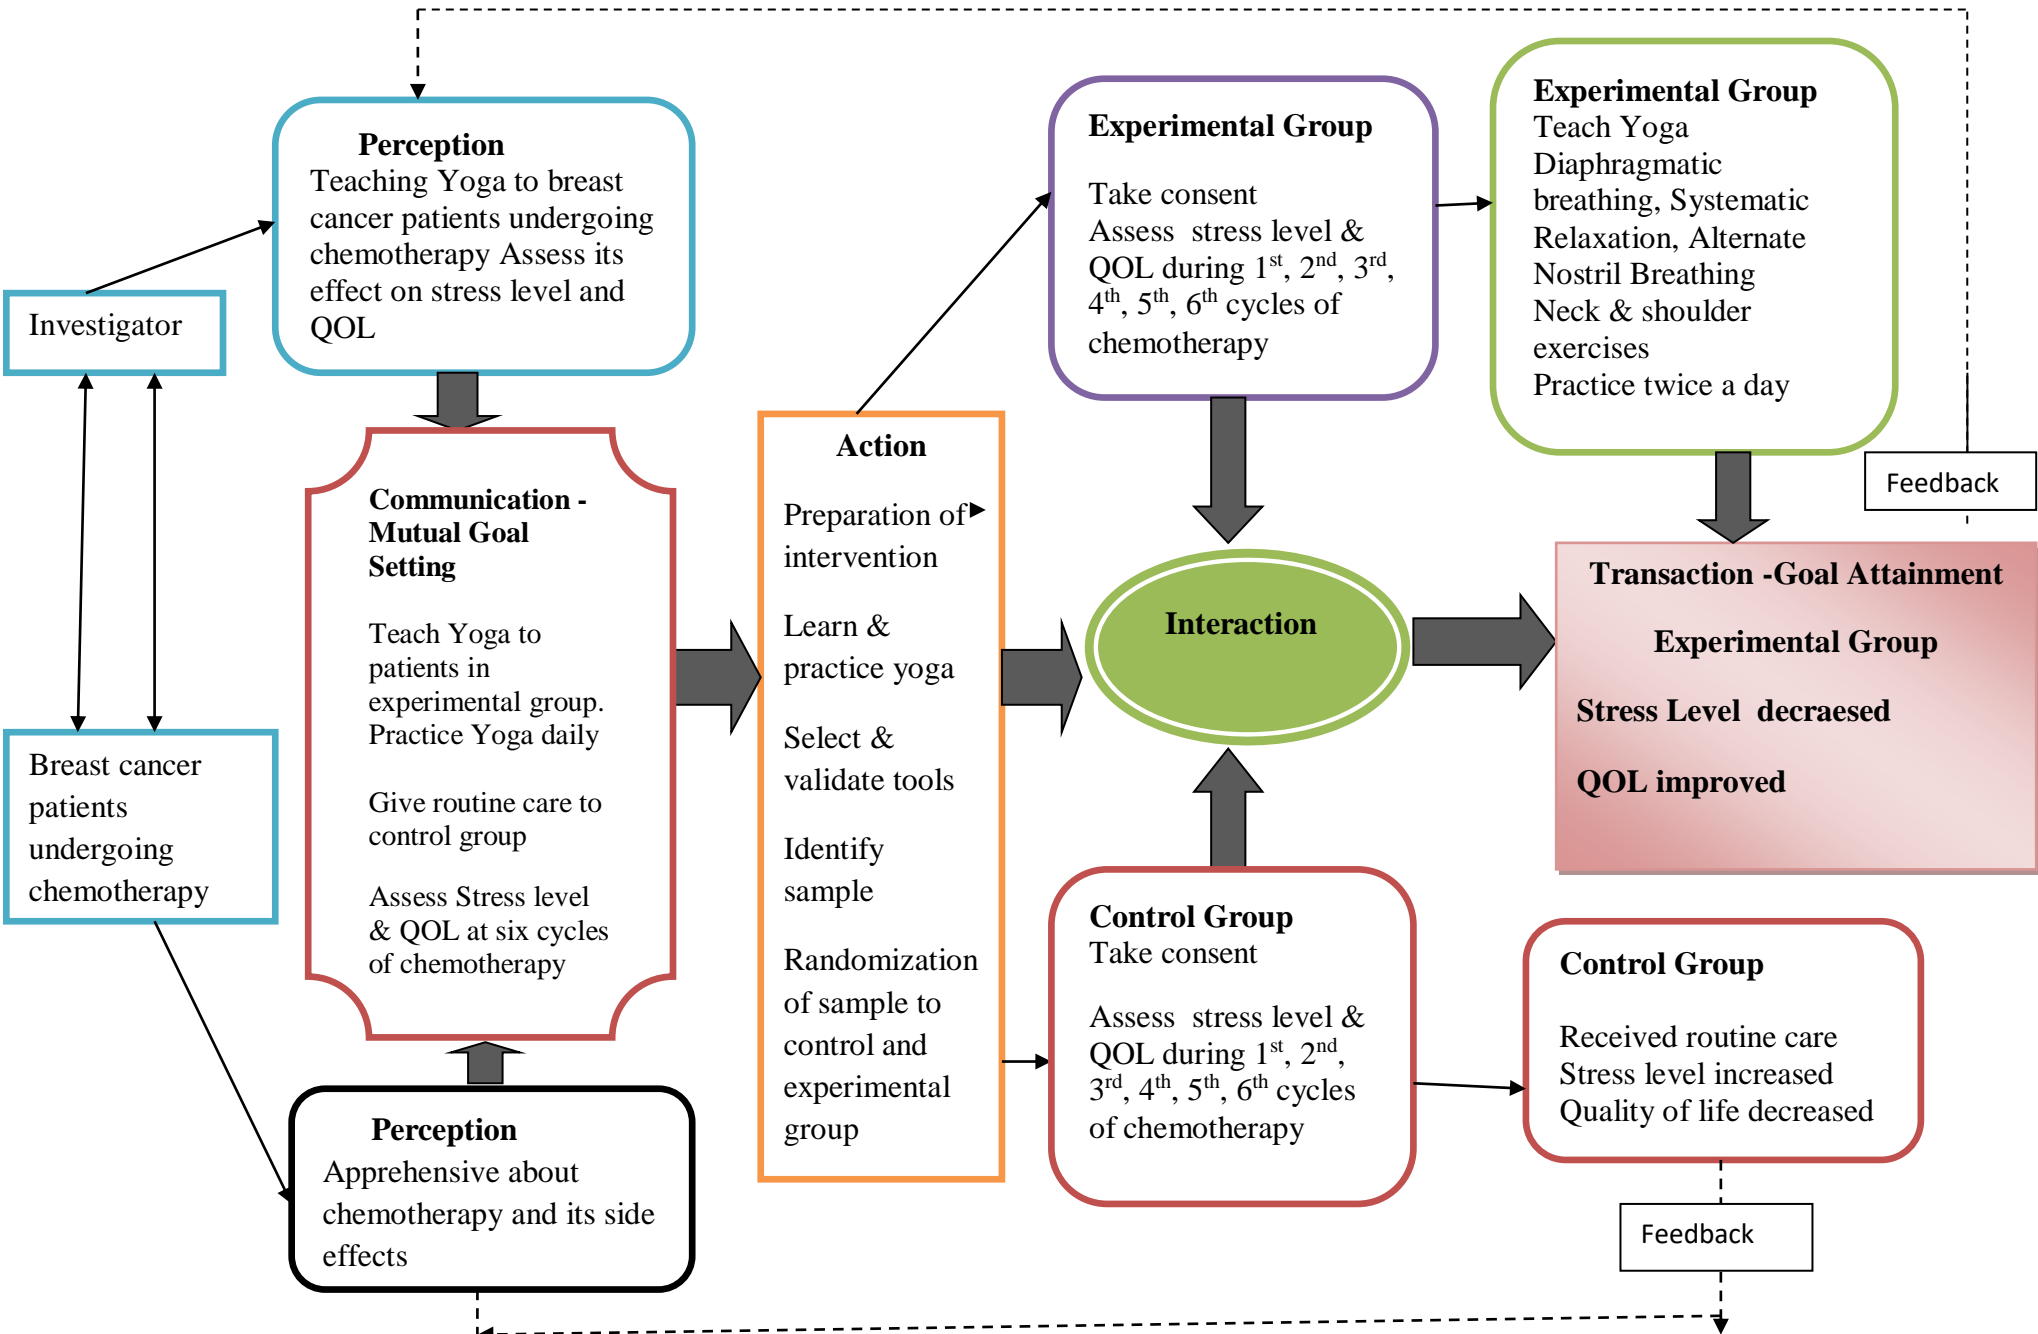 Perception
Teaching Yoga to breast
cancer patients undergoing
chemotherapy Assess its
effect on stress level and
QOL
Investigator
Breast cancer
patients
undergoing
chemotherapy
Communication -
Mutual Goal
Setting
Teach Yoga to
patients in
experimental group.
Practice Yoga daily
Give routine care to
control group
Assess Stress level
& QOL at six cycles
of chemotherapy
Perception
Apprehensive about
chemotherapy and its side
effects
Action
Preparation of
intervention
Learn &
practice yoga
Select &
validate tools
Identify
sample
Randomization
of sample to
control and
experimental
group
Experimental Group
Take consent
Assess stress level &
QOL during 1st, 2nd, 3rd,
4th, 5th, 6th cycles of
chemotherapy
Interaction
Control Group
Take consent
Assess stress level &
QOL during 1st, 2nd,
3rd, 4th, 5th, 6th cycles
of chemotherapy
Experimental Group
Teach Yoga
Diaphragmatic
breathing, Systematic
Relaxation, Alternate
Nostril Breathing
Neck & shoulder
exercises
Practice twice a day
Feedback
Transaction -Goal Attainment
Experimental Group
Stress Level decraesed
QOL improved
Control Group
Received routine care
Stress level increased
Quality of life decreased
Feedback